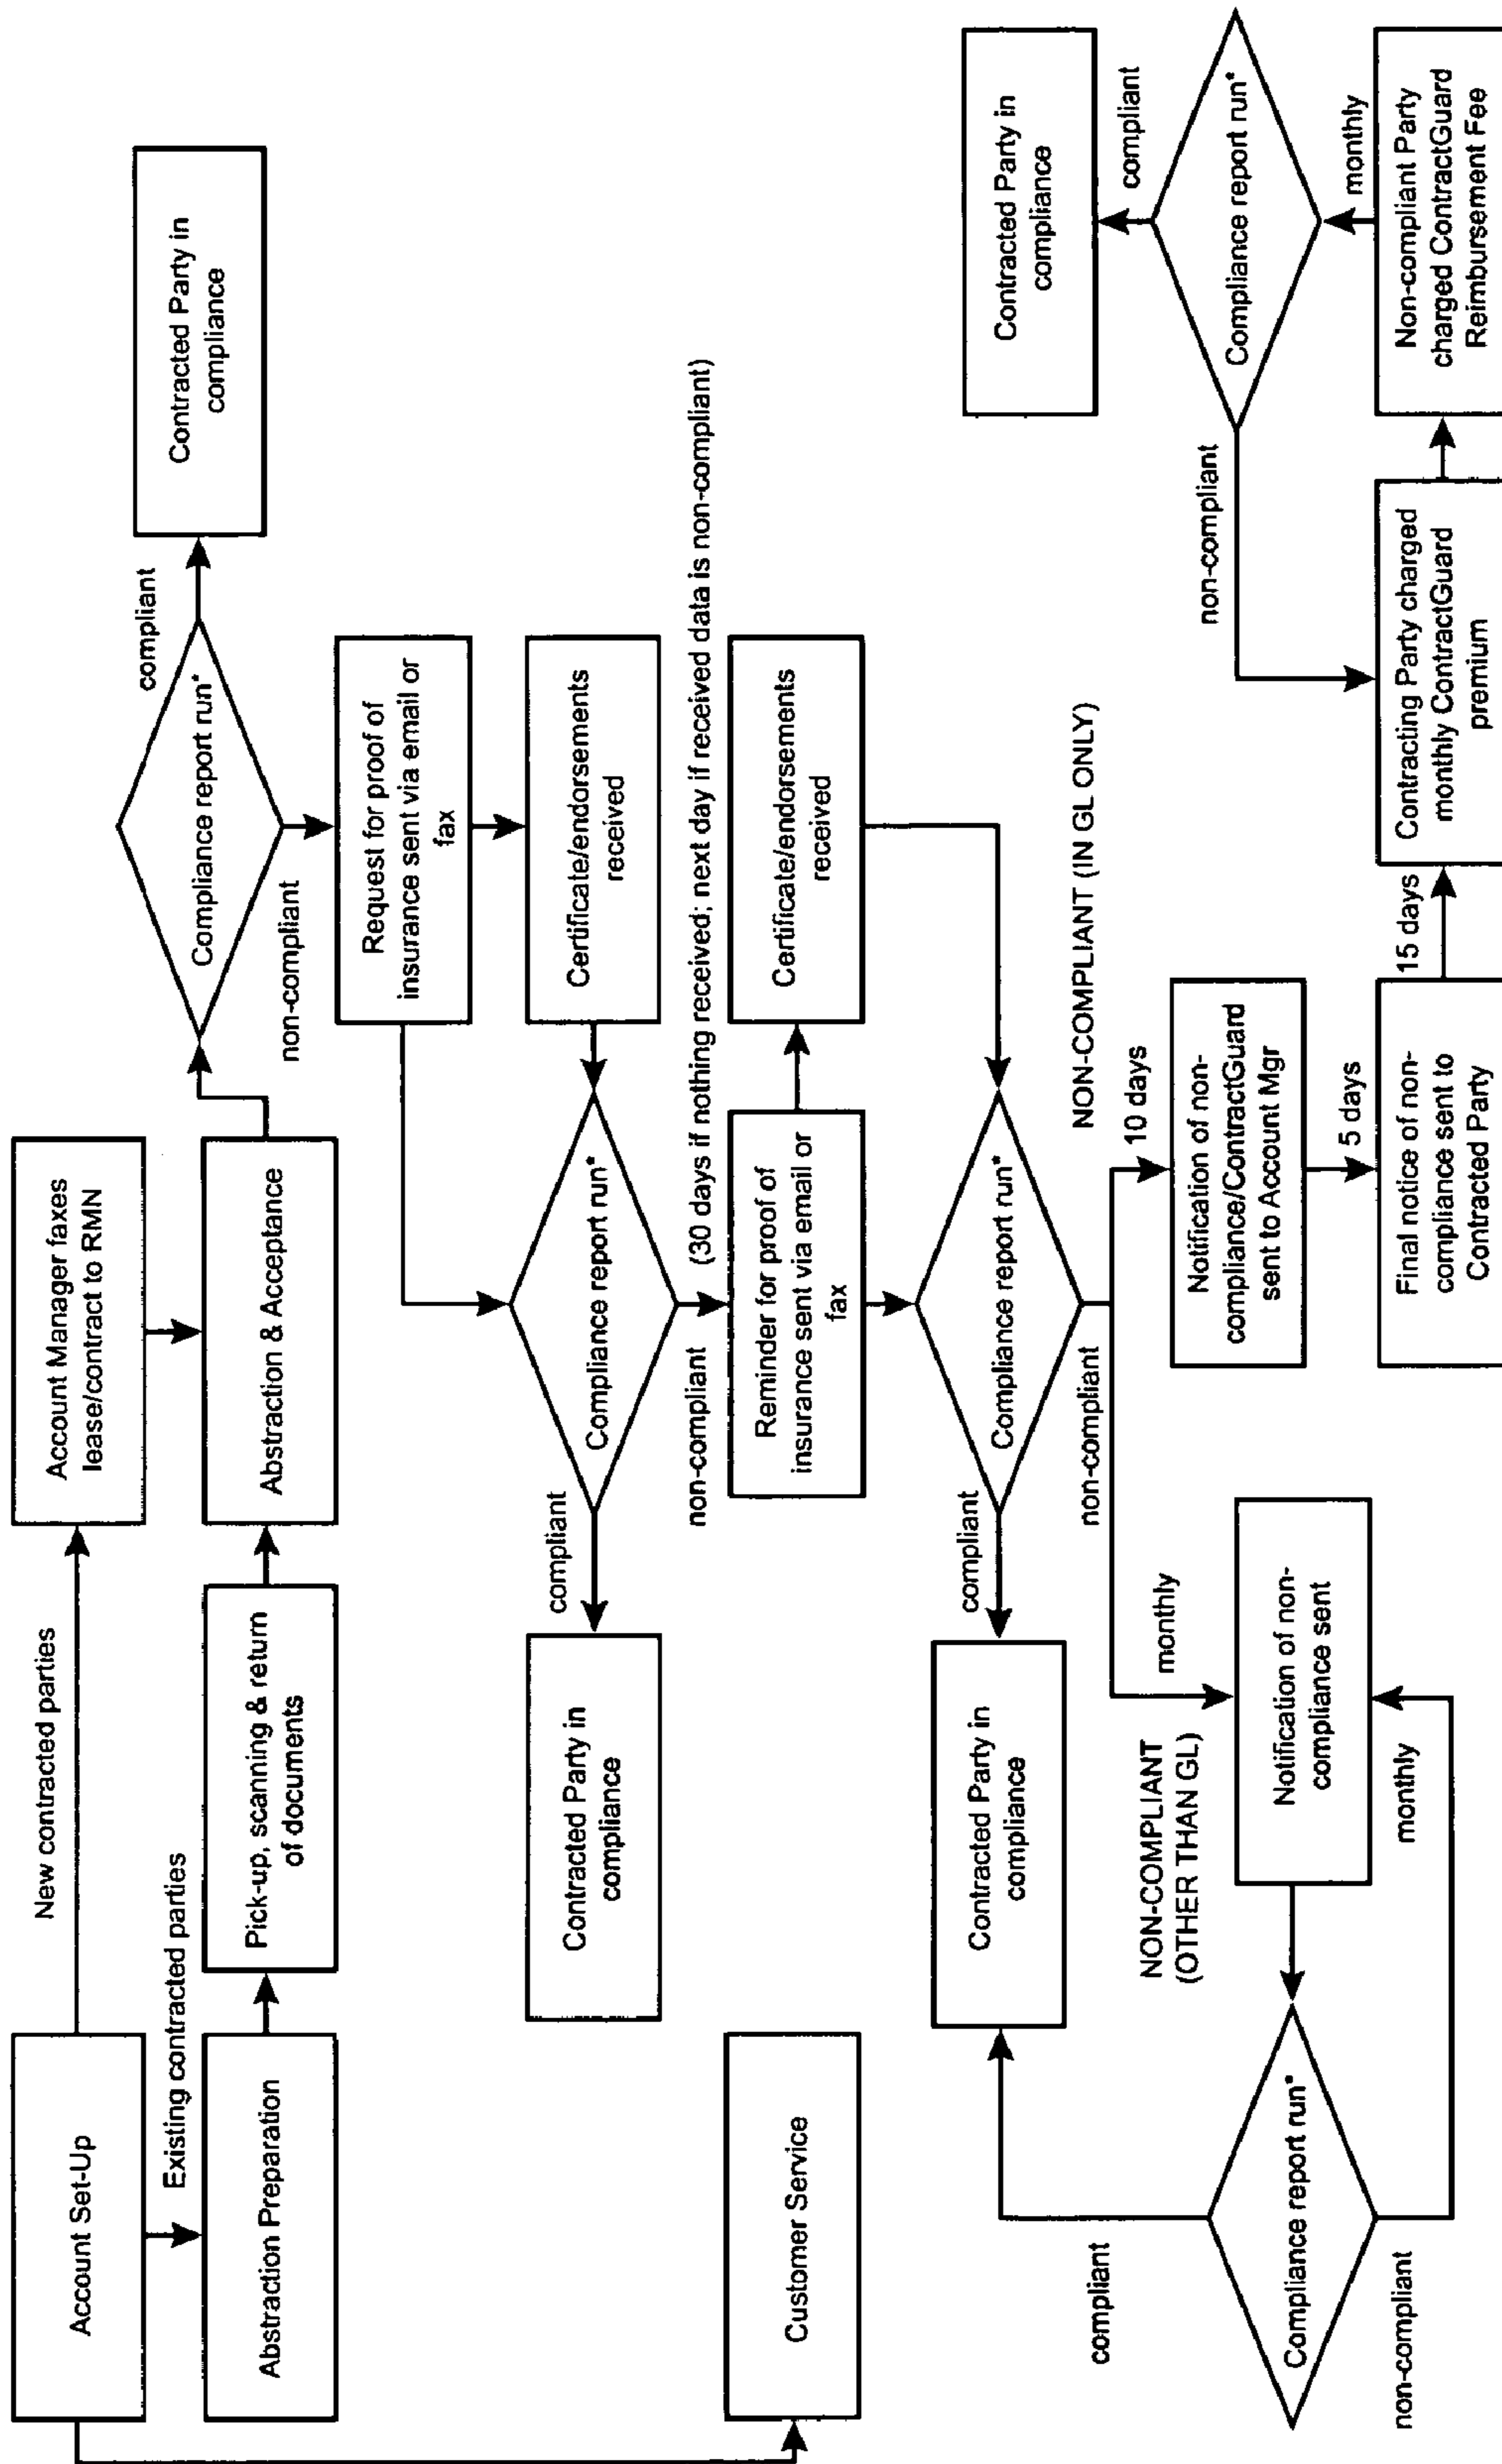 Account Set-Up
New contracted parties
Account Manager faxes
lease/contract to RMN
Existing contracted parties
Abstraction Preparation
Pick-up, scanning & return
of documents
Abstraction & Acceptance
Compliance report run*
compliant
Contracted Party in
compliance
non-compliant
Request for proof of
insurance sent via email or
fax
Certificate/endorsements
received
Compliance report run*
compliant
Contracted Party in
compliance
non-compliant
(30 days if nothing received; next day if received data is non-compliant)
Customer Service
Reminder for proof of
insurance sent via email or
fax
Certificate/endorsements
received
Compliance report run*
compliant
Contracted Party in
compliance
non-compliant
NON-COMPLIANT (IN GL ONLY)
10 days
Notification of non-
compliance/ContractGuard
sent to Account Mgr
5 days
Final notice of non-
compliance sent to
Contracted Party
15 days
Contracting Party charged
monthly ContractGuard
premium
Non-compliant Party
charged ContractGuard
Reimbursement Fee
monthly
Compliance report run*
compliant
Contracted Party in
compliance
non-compliant
NON-COMPLIANT
(OTHER THAN GL)
monthly
Notification of non-
compliance sent
Compliance report run*
compliant
non-compliant
monthly